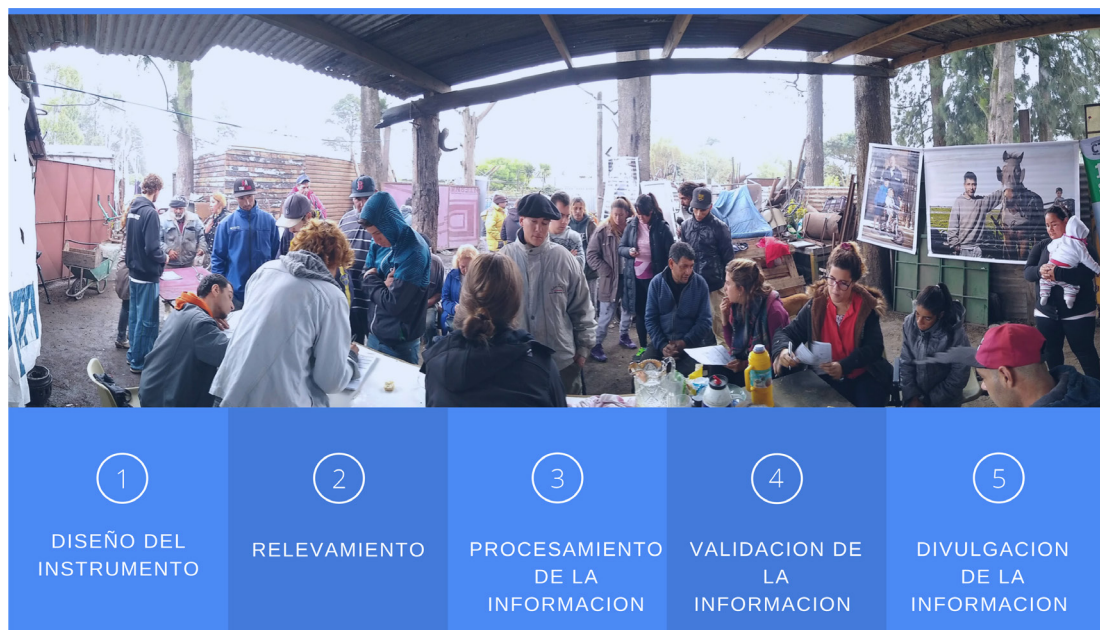 1
DISEÑO DEL
INSTRUMENTO
2
RELEVAMIENTO
3
PROCESAMIENTO
DE LA
INFORMACION
4
VALIDACION DE
LA
INFORMACION
5
DIVULGACION
DE LA
INFORMACION